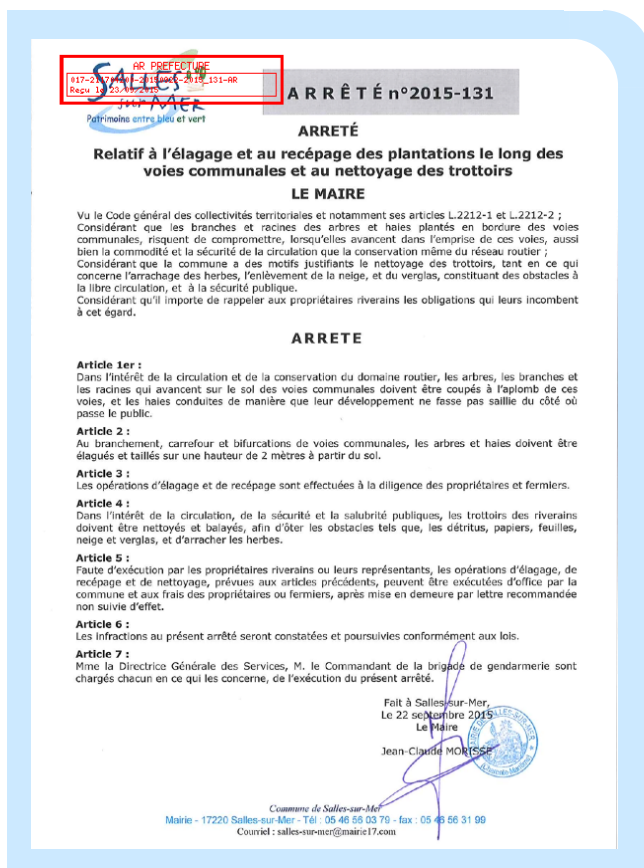 AR PREFECTURE
Reçu le 23/09/2015
SALLES
sur MER
Patrimoine entre bleu et vert
A R R Ê T É n°2015-131
ARRETÉ
Relatif à l'élagage et au recépage des plantations le long des
voies communales et au nettoyage des trottoirs
LE MAIRE
Vu le Code général des collectivités territoriales et notamment ses articles L.2212-1 et L.2212-2 ;
Considérant que les branches et racines des arbres et haies plantés en bordure des voies
communales, risquent de compromettre, lorsqu'elles avancent dans l'emprise de ces voies, aussi
bien la commodité et la sécurité de la circulation que la conservation même du réseau routier ;
Considérant que la commune a des motifs justifiants le nettoyage des trottoirs, tant en ce qui
concerne l'arrachage des herbes, l'enlèvement de la neige, et du verglas, constituant des obstacles à
la libre circulation, et à la sécurité publique.
Considérant qu'il importe de rappeler aux propriétaires riverains les obligations qui leurs incombent
à cet égard.
ARRETE
Article 1er :
Dans l'intérêt de la circulation et de la conservation du domaine routier, les arbres, les branches et
les racines qui avancent sur le sol des voies communales doivent être coupés à l'aplomb de ces
voies, et les haies conduites de manière que leur développement ne fasse pas saillie du côté où
passe le public.
Article 2 :
Au branchement, carrefour et bifurcations de voies communales, les arbres et haies doivent être
élagués et taillés sur une hauteur de 2 mètres à partir du sol.
Article 3 :
Les opérations d'élagage et de recépage sont effectuées à la diligence des propriétaires et fermiers.
Article 4 :
Dans l'intérêt de la circulation, de la sécurité et la salubrité publiques, les trottoirs des riverains
doivent être nettoyés et balayés, afin d'ôter les obstacles tels que, les détritus, papiers, feuilles,
neige et verglas, et d'arracher les herbes.
Article 5 :
Faute d'exécution par les propriétaires riverains ou leurs représentants, les opérations d'élagage, de
recépage et de nettoyage, prévues aux articles précédents, peuvent être exécutées d'office par la
commune et aux frais des propriétaires ou fermiers, après mise en demeure par lettre recommandée
non suivie d'effet.
Article 6 :
Les infractions au présent arrêté seront constatées et poursuivies conformément aux lois.
Article 7 :
Mme la Directrice Générale des Services, M. le Commandant de la brigade de gendarmerie sont
chargés chacun en ce qui les concerne, de l'exécution du présent arrêté.
Fait à Salles-sur-Mer,
Le 22 septembre 2015
Le Maire
Jean-Claude MORISSE
MAIRIE DE SALLES-SUR-MER
(Charente-Maritime)
Commune de Salles-sur-Mer
Mairie - 17220 Salles-sur-Mer - Tél : 05 46 56 03 79 - fax : 05 46 56 31 99
Courriel : salles-sur-mer@mairie17.com